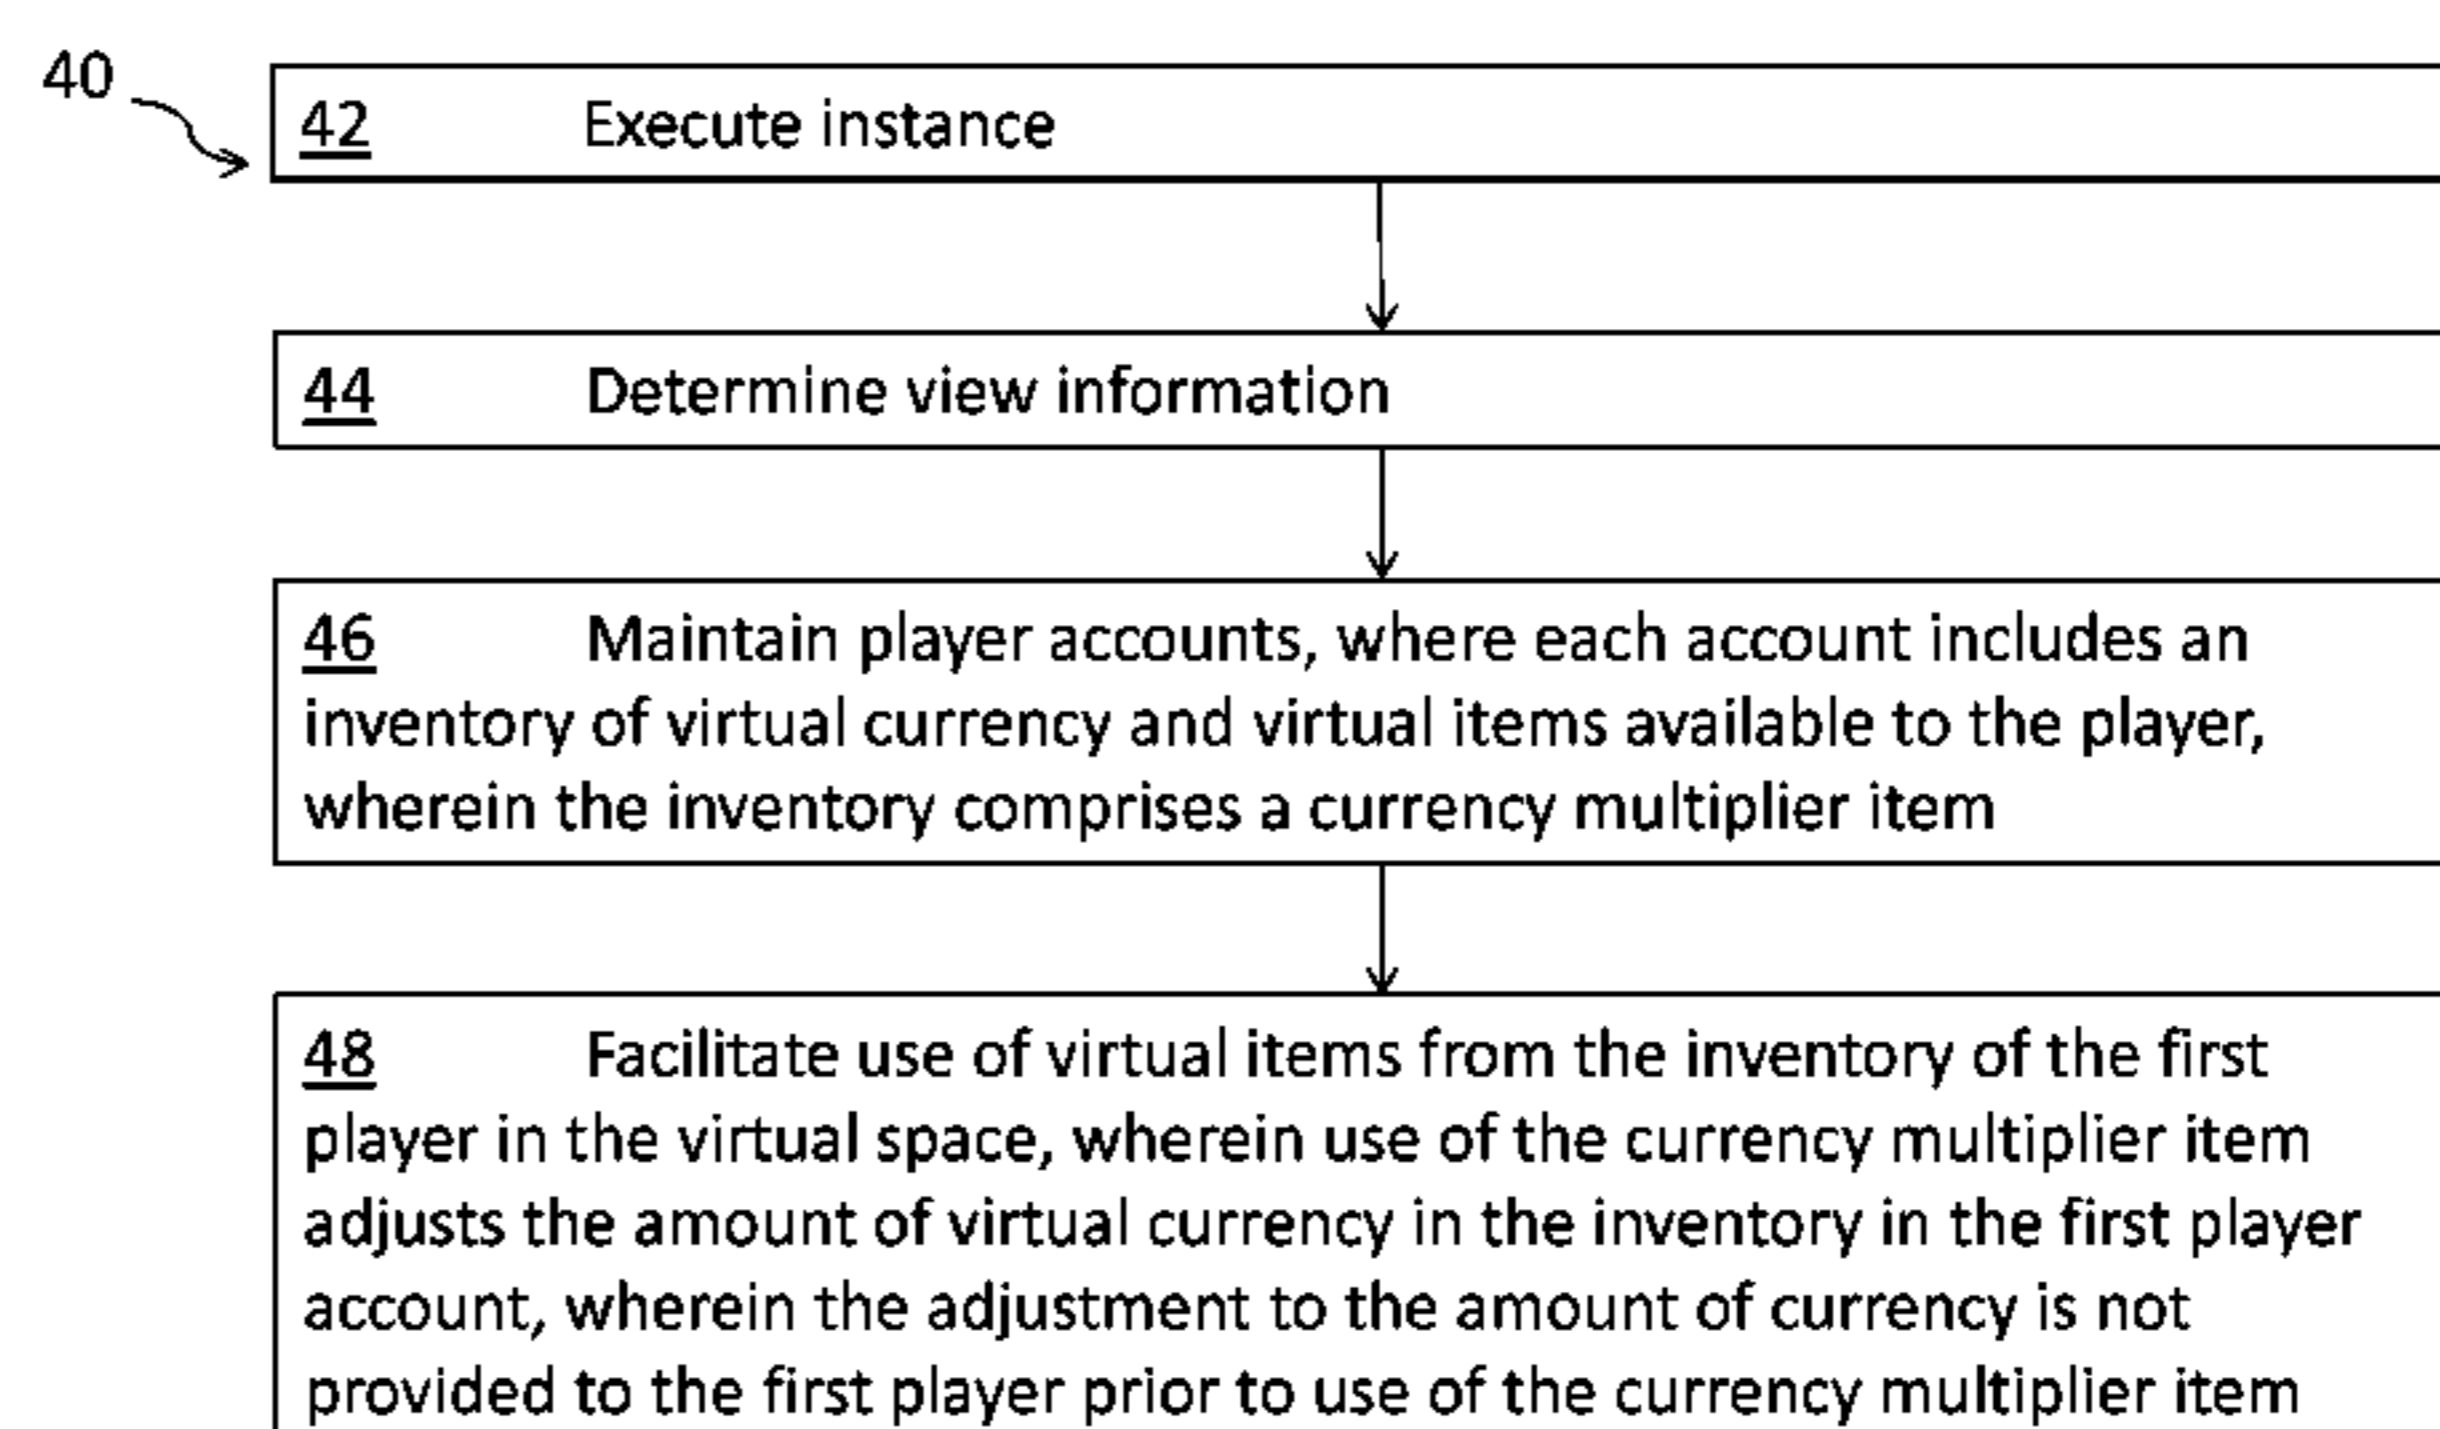 40
42 Execute instance
44 Determine view information
46 Maintain player accounts, where each account includes an
inventory of virtual currency and virtual items available to the player,
wherein the inventory comprises a currency multiplier item
48 Facilitate use of virtual items from the inventory of the first
player in the virtual space, wherein use of the currency multiplier item
adjusts the amount of virtual currency in the inventory in the first player
account, wherein the adjustment to the amount of currency is not
provided to the first player prior to use of the currency multiplier item